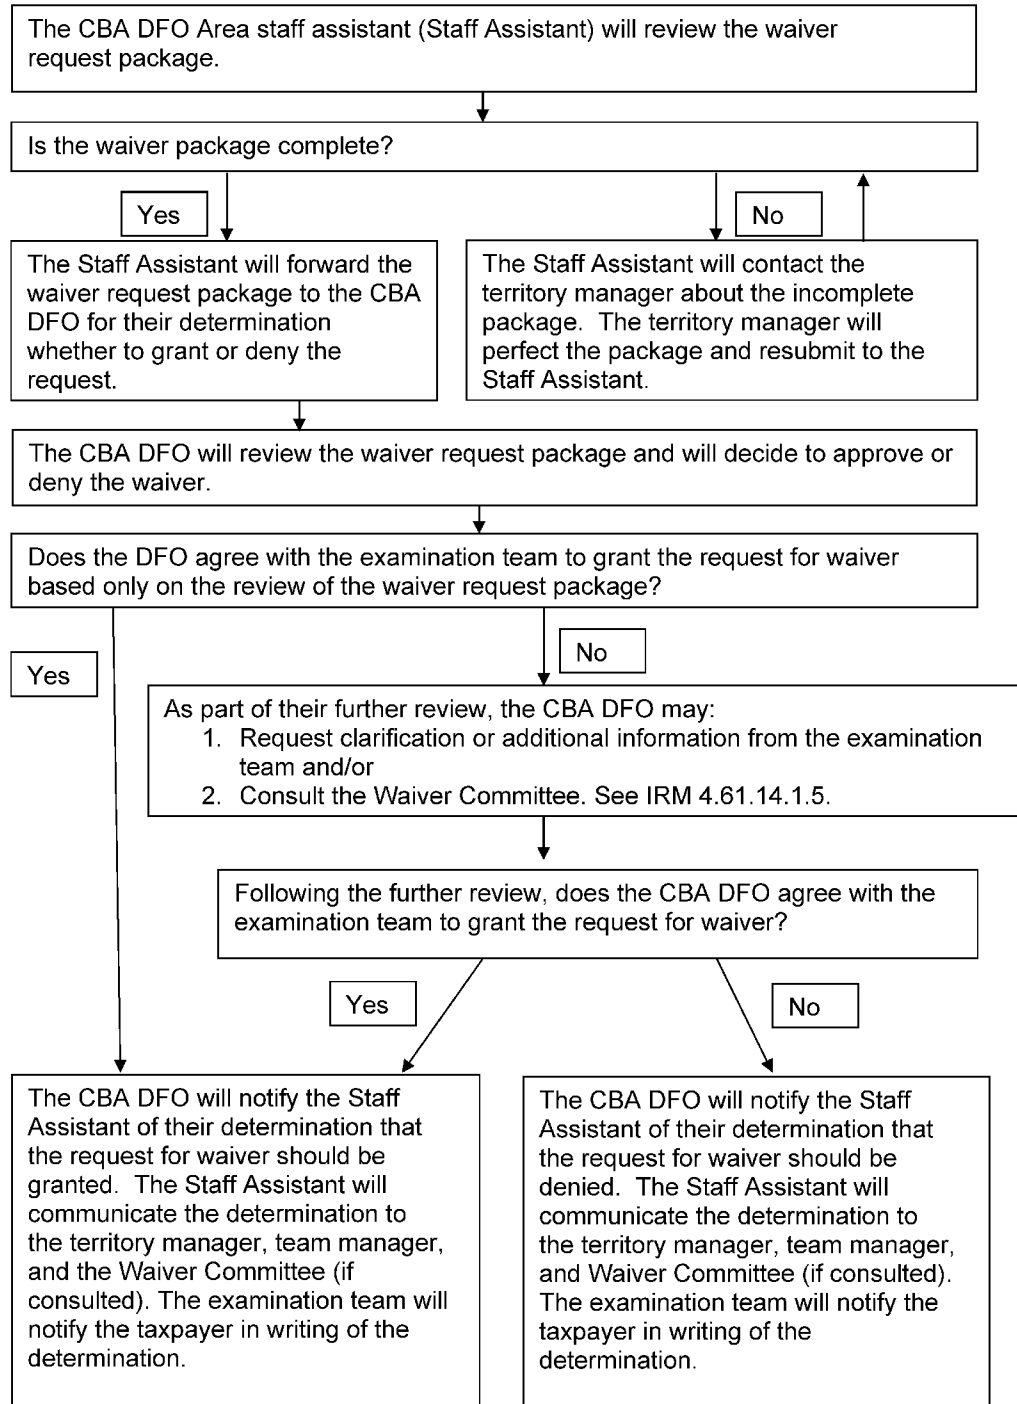 The CBA DFO Area staff assistant (Staff Assistant) will review the waiver
request package.
Is the waiver package complete?
Yes
No
The Staff Assistant will forward the
waiver request package to the CBA
DFO for their determination
whether to grant or deny the
request.
The Staff Assistant will contact the
territory manager about the incomplete
package.  The territory manager will
perfect the package and resubmit to the
Staff Assistant.
The CBA DFO will review the waiver request package and will decide to approve or
deny the waiver.
Does the DFO agree with the examination team to grant the request for waiver
based only on the review of the waiver request package?
Yes
No
As part of their further review, the CBA DFO may:
1. Request clarification or additional information from the examination
team and/or
2. Consult the Waiver Committee. See IRM 4.61.14.1.5.
Following the further review, does the CBA DFO agree with the
examination team to grant the request for waiver?
Yes
No
The CBA DFO will notify the Staff
Assistant of their determination that
the request for waiver should be
granted.  The Staff Assistant will
communicate the determination to
the territory manager, team manager,
and the Waiver Committee (if
consulted). The examination team will
notify the taxpayer in writing of the
determination.
The CBA DFO will notify the Staff
Assistant of their determination that
the request for waiver should be
denied.  The Staff Assistant will
communicate the determination to
the territory manager, team manager,
and Waiver Committee (if consulted).
The examination team will notify the
taxpayer in writing of the
determination.